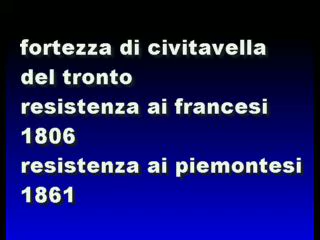 fortezza di civitavella
del tronto
resistenza ai francesi
1806
resistenza ai piemontesi
1861